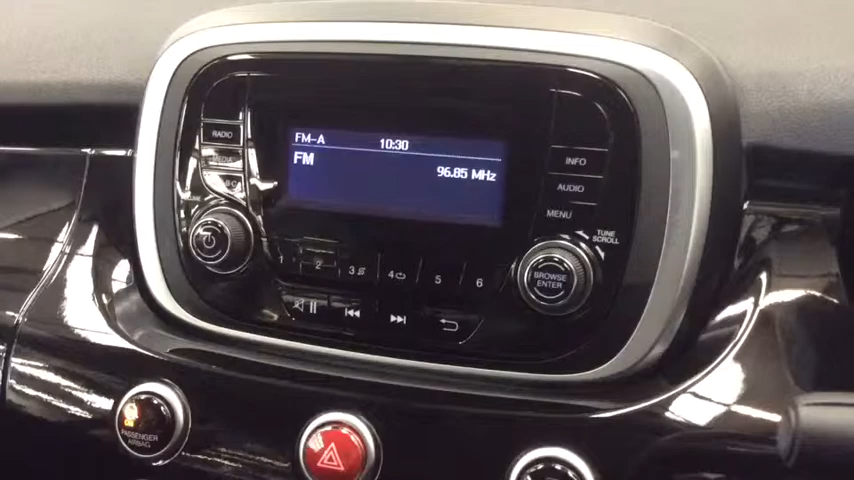 FM-A 10:30
FM
96.85 MHz
RADIO
MEDIA
INFO
AUDIO
MENU
TUNE
SCROLL
BROWSE
ENTER
1 2 3 4 5 6
PASSENGER
AIRBAG